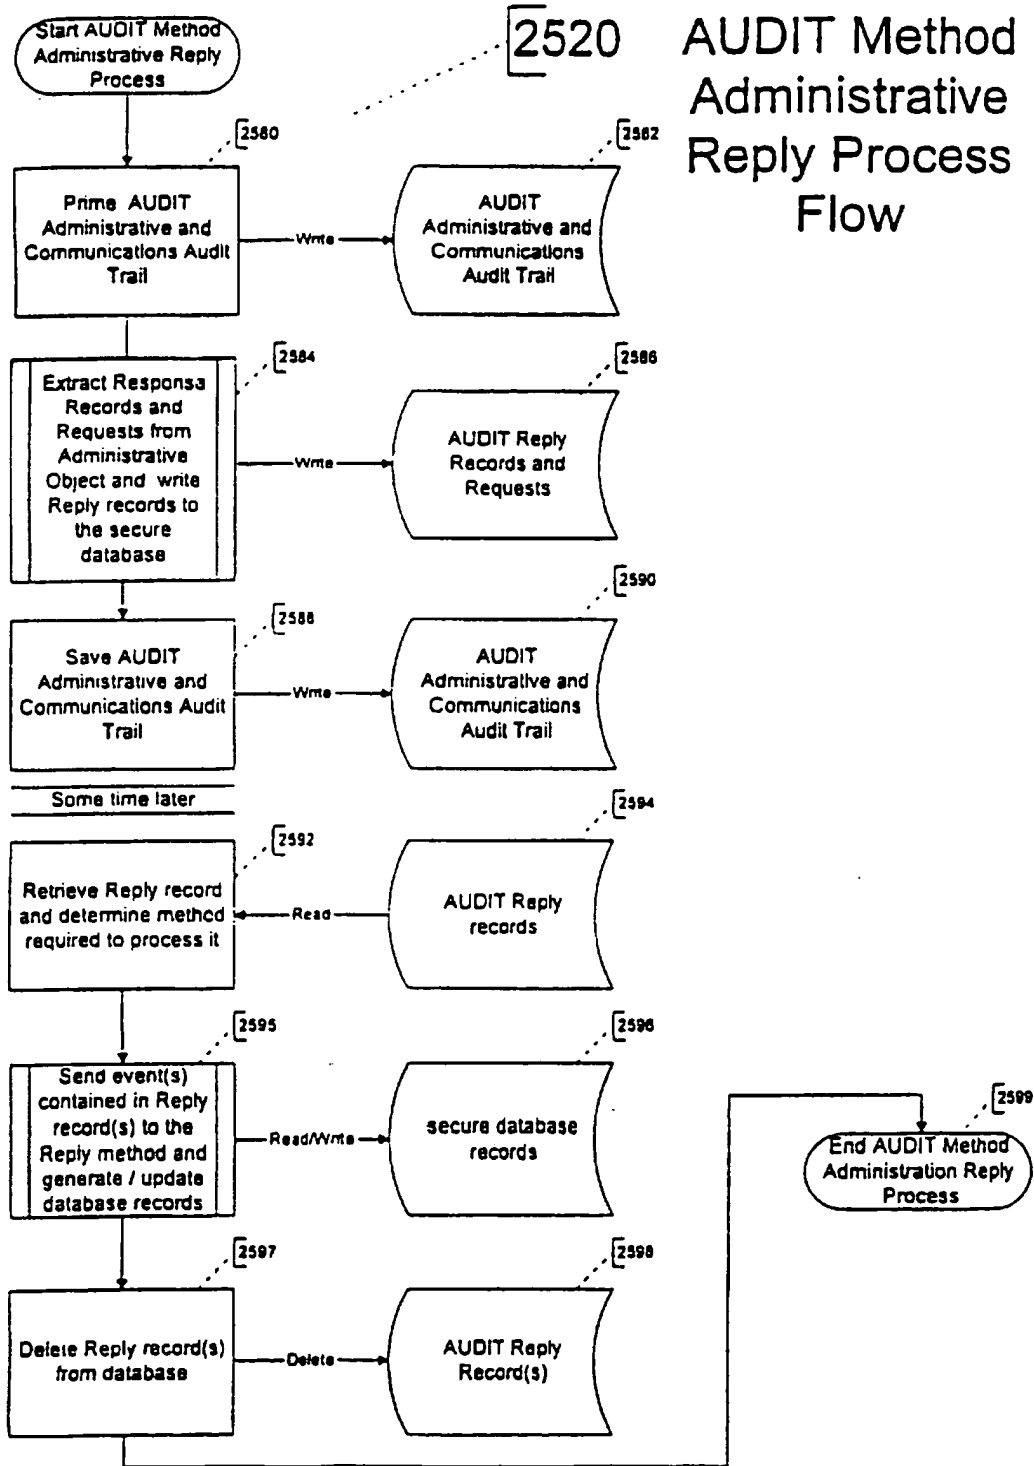 Start AUDIT Method
Administrative Reply
Process
2520
AUDIT Method
Administrative
Reply Process
Flow
2580
Prime AUDIT
Administrative and
Communications Audit
Trail
Write
2582
AUDIT
Administrative and
Communications
Audit Trail
2584
Extract Response
Records and
Requests from
Administrative
Object and write
Reply records to
the secure
database
Write
2586
AUDIT Reply
Records and
Requests
2588
Save AUDIT
Administrative and
Communications Audit
Trail
Write
2590
AUDIT
Administrative and
Communications
Audit Trail
Some time later
2592
Retrieve Reply record
and determine method
required to process it
Read
2594
AUDIT Reply
records
2595
Send event(s)
contained in Reply
record(s) to the
Reply method and
generate / update
database records
Read/Write
2596
secure database
records
2597
Delete Reply record(s)
from database
Delete
2598
AUDIT Reply
Record(s)
2599
End AUDIT Method
Administration Reply
Process